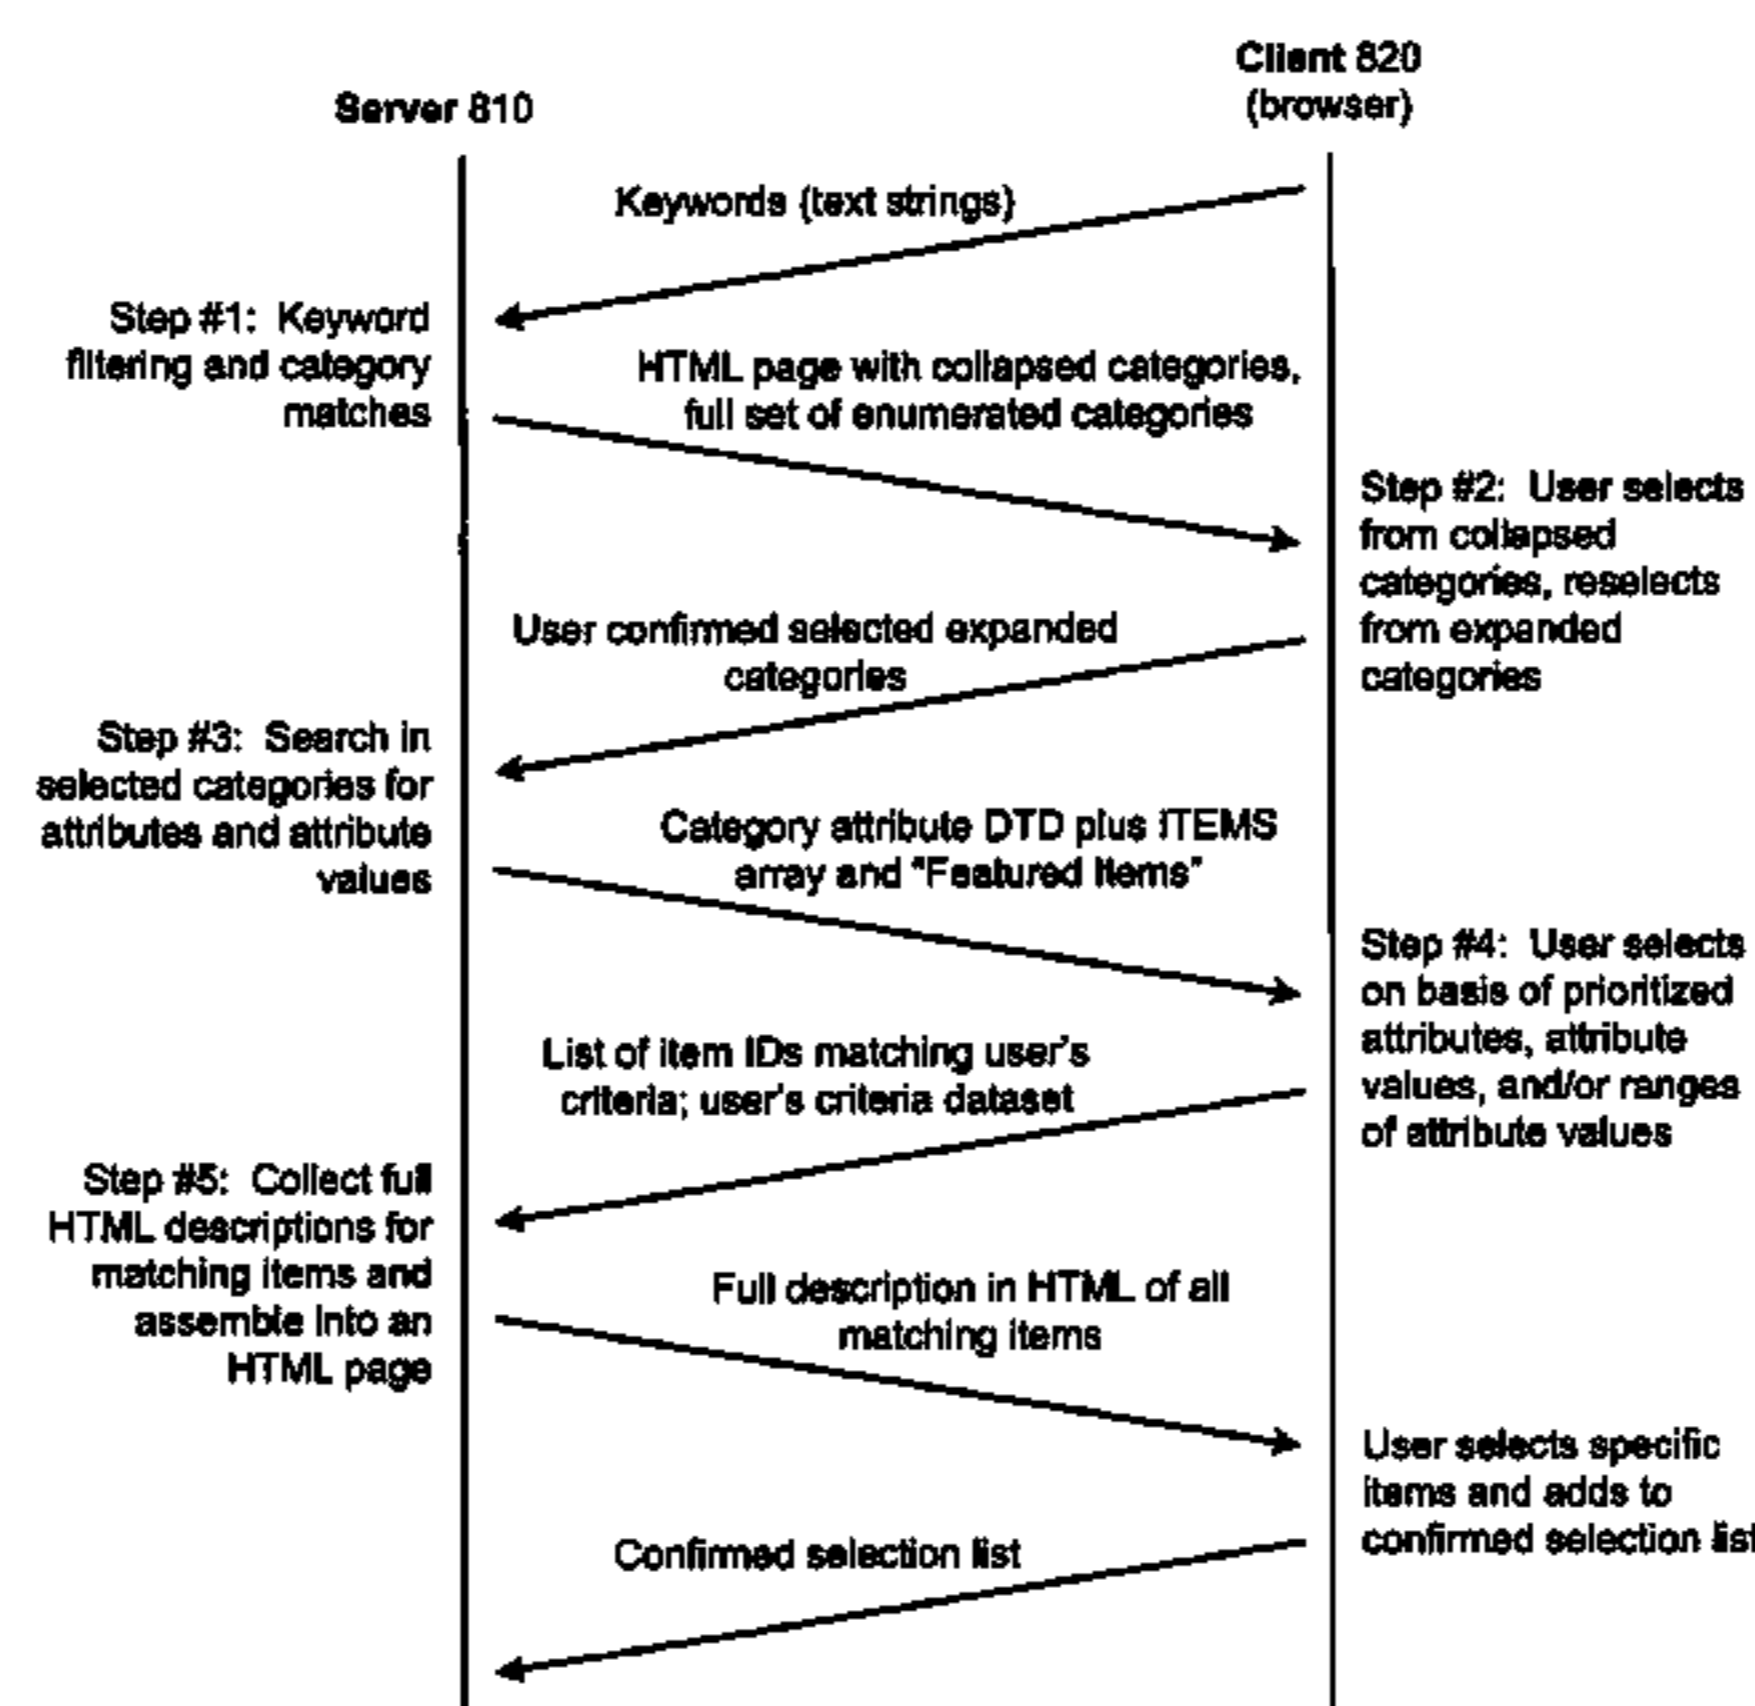 Client 820
(browser)
Server 810
Keywords (text strings)
Step #1: Keyword
filtering and category
matches
HTML page with collapsed categories,
full set of enumerated categories
Step #2: User selects
from collapsed
categories, reselects
from expanded
categories
User confirmed selected expanded
categories
Step #3: Search in
selected categories for
attributes and attribute
values
Category attribute DTD plus ITEMS
array and "Featured Items"
Step #4: User selects
on basis of prioritized
attributes, attribute
values, and/or ranges
of attribute values
List of item IDs matching user's
criteria; user's criteria dataset
Step #5: Collect full
HTML descriptions for
matching items and
assemble into an
HTML page
Full description in HTML of all
matching items
User selects specific
items and adds to
confirmed selection list
Confirmed selection list